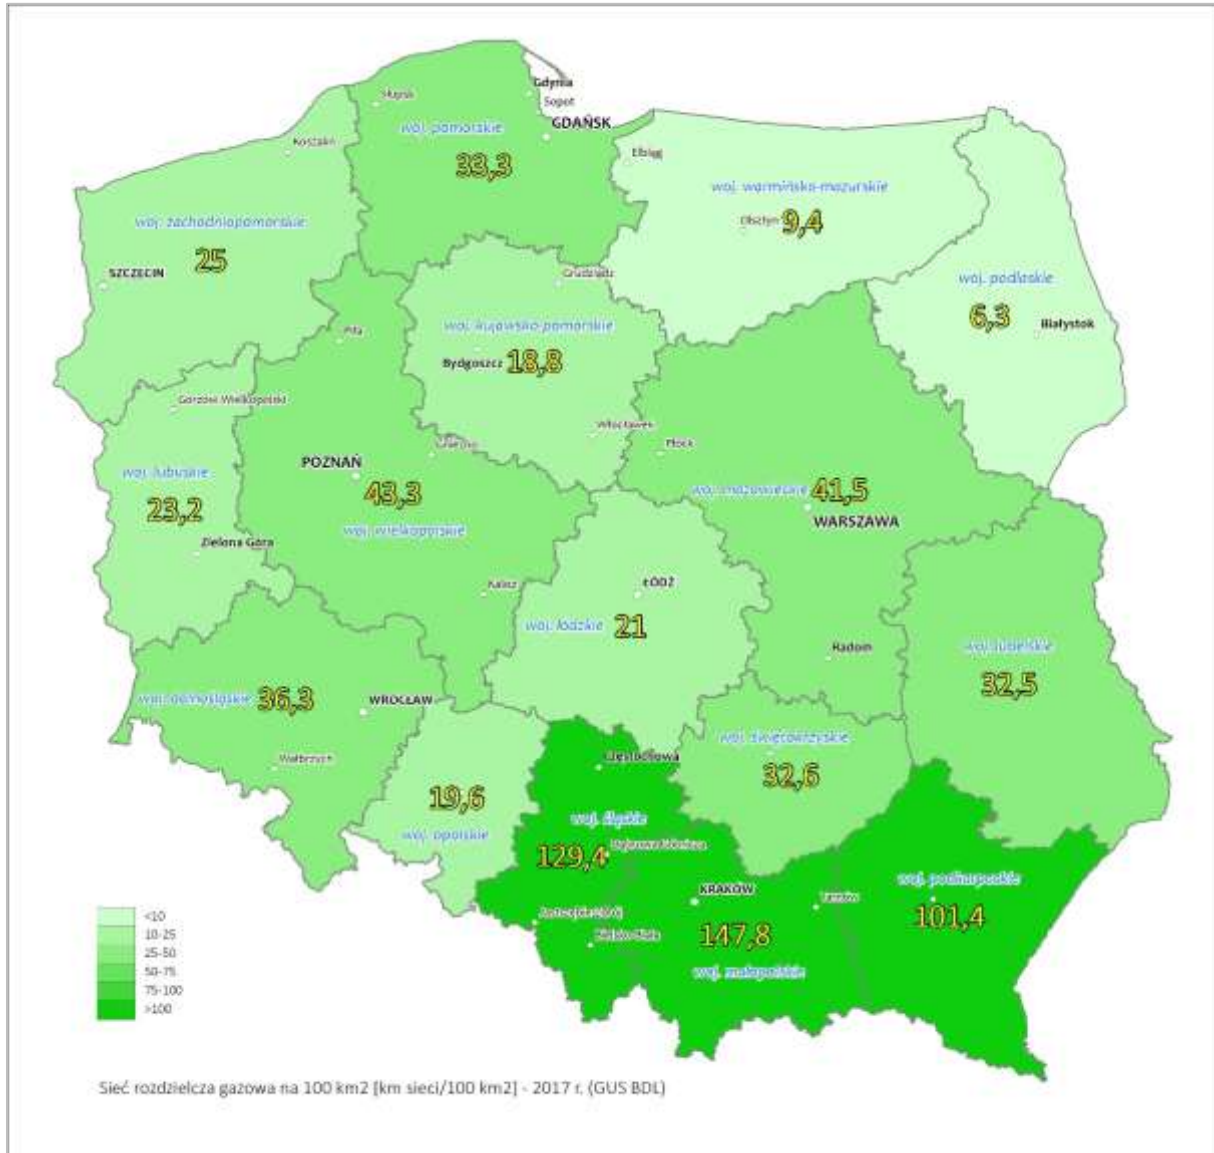 Gdynia
Słupsk
Sopot
GDAŃSK
woj. pomorskie
Koszalin
33,3
Elbląg
woj. warmińsko-mazurskie
Olsztyn
9,4
woj. zachodniopomorskie
25
SZCZECIN
Grudziądz
woj. podlaskie
6,3
Białystok
Piła
woj. kujawsko-pomorskie
Bydgoszcz
18,8
Gorzów Wielkopolski
Włocławek
Płock
POZNAŃ
woj. lubuskie
43,3
23,2
woj. mazowieckie
41,5
WARSZAWA
woj. wielkopolskie
Zielona Góra
Kalisz
ŁÓDŹ
woj. łódzkie
21
Radom
woj. lubelskie
32,5
woj. dolnośląskie
36,3
WROCŁAW
Wałbrzych
woj. świętokrzyskie
32,6
Częstochowa
19,6
woj. opolskie
woj. śląskie
129,4
Dąbrowa Górnicza
KRAKÓW
Tarnów
woj. podkarpackie
101,4
Jastrzębie-Zdrój
Bielsko-Biała
147,8
woj. małopolskie
<10
10-25
25-50
50-75
75-100
>100
Sieć rozdzielcza gazowa na 100 km2 [km sieci/100 km2] - 2017 r. (GUS BDL)